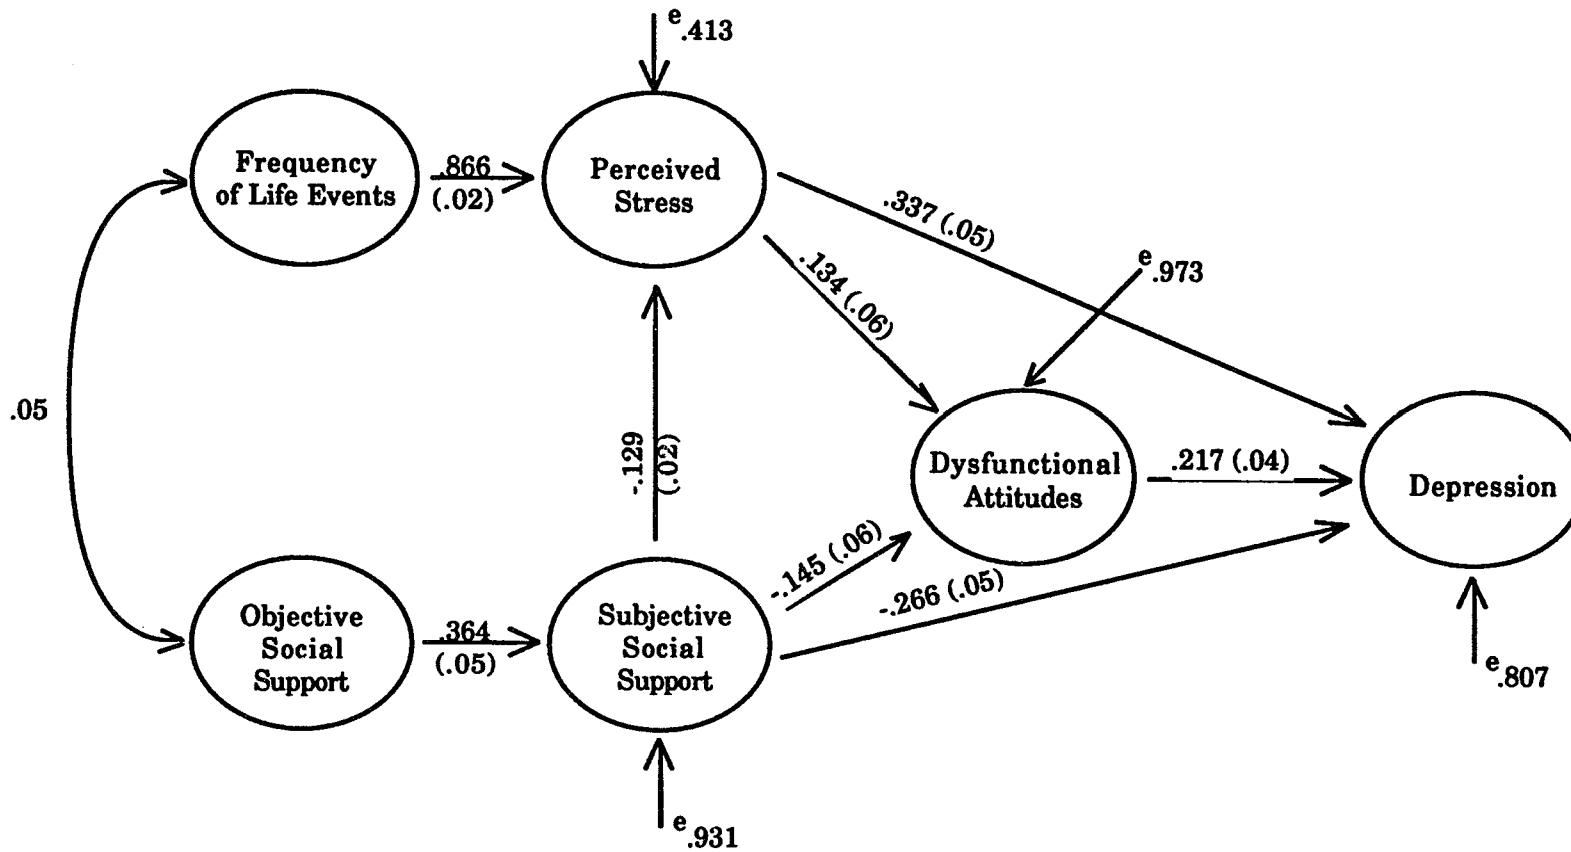 e.413
Frequency
of Life Events
.866
(.02)
Perceived
Stress
.337 (.05)
.134 (.06)
e.973
.05
-.129
(.02)
Dysfunctional
Attitudes
.217 (.04)
Depression
-.145 (.06)
-.266 (.05)
Objective
Social
Support
.364
(.05)
Subjective
Social
Support
e.807
e.931